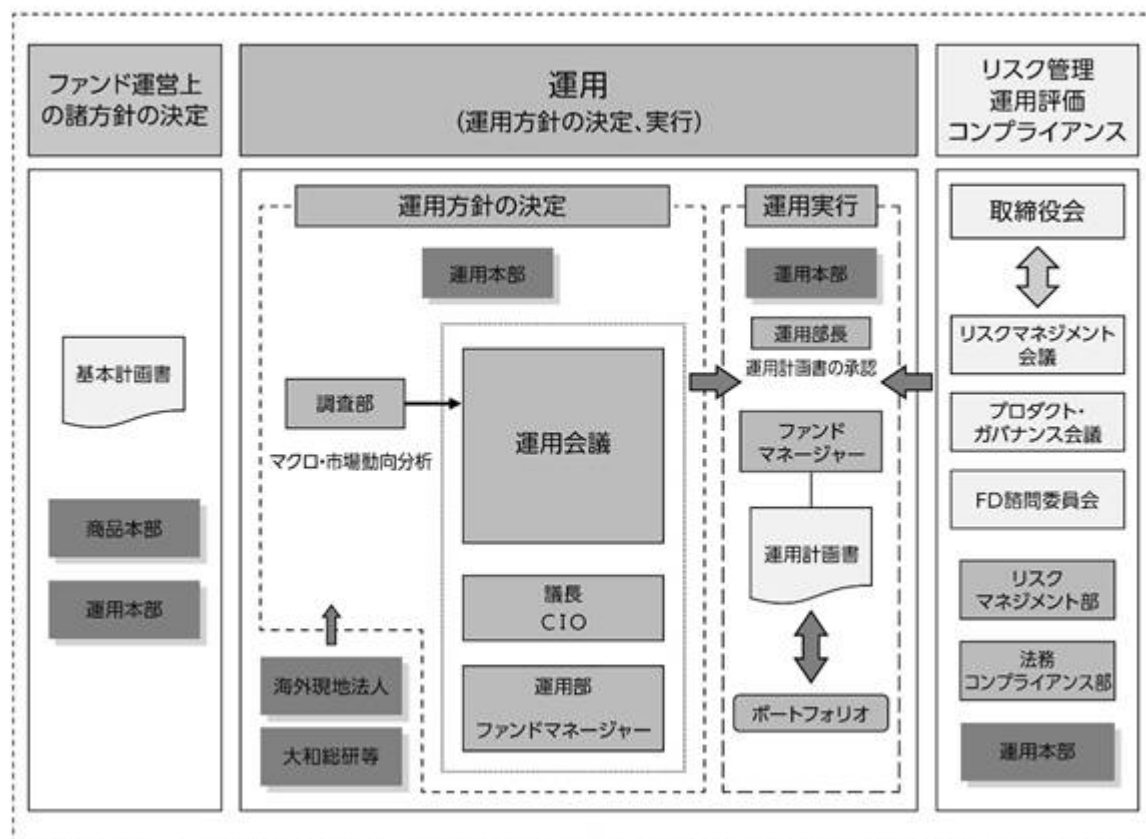 ファンド運営上
の諸方針の決定
運用
(運用方針の決定、実行)
リスク管理
運用評価
コンプライアンス
基本計画書
商品本部
運用本部
運用方針の決定
運用本部
調査部
マクロ・市場動向分析
運用会議
議長
CIO
運用部
ファンドマネージャー
海外現地法人
大和総研等
運用実行
運用本部
運用部長
運用計画書の承認
ファンド
マネージャー
運用計画書
ポートフォリオ
取締役会
リスクマネジメント
会議
プロダクト・
ガバナンス会議
FD諮問委員会
リスク
マネジメント部
法務
コンプライアンス部
運用本部